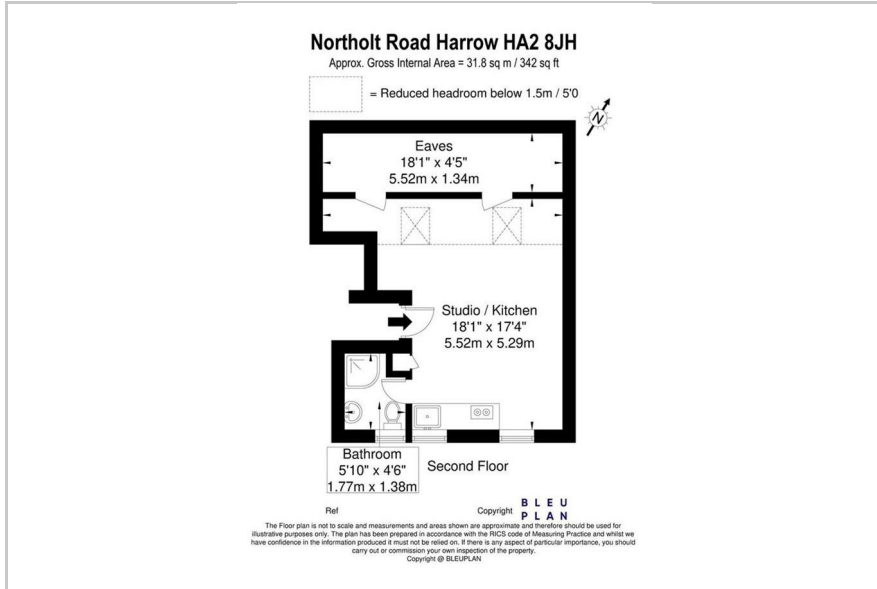 Northolt Road Harrow HA2 8JH
Approx. Gross Internal Area = 31.8 sq m / 342 sq ft
= Reduced headroom below 1.5m / 5'0
N
Eaves
18'1" x 4'5"
5.52m x 1.34m
Studio / Kitchen
18'1" x 17'4"
5.52m x 5.29m
Bathroom
5'10" x 4'6"
1.77m x 1.38m
Second Floor
Ref
Copyright
BLEU
PLAN
The Floor plan is not to scale and measurements and areas shown are approximate and therefore should be used for
illustrative purposes only. The plan has been prepared in accordance with the RICS code of Measuring Practice and whilst we
have confidence in the information produced it must not be relied on. If there is any aspect of particular importance, you should
carry out or commission your own inspection of the property.
Copyright @ BLEUPLAN